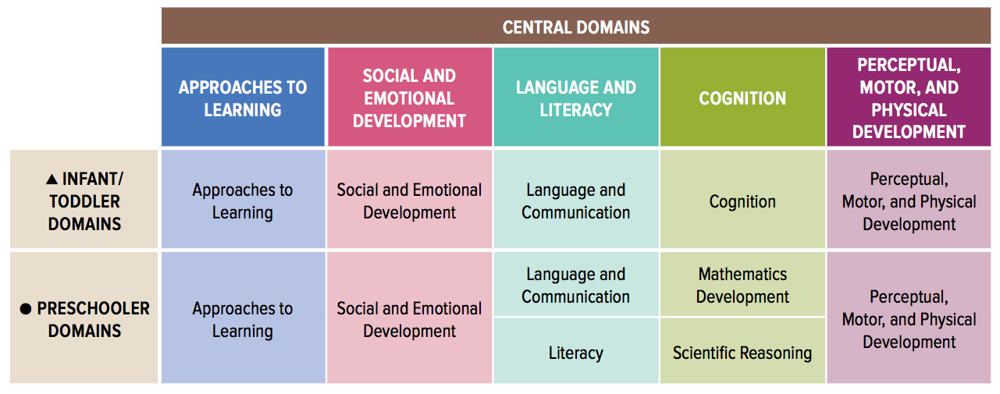 CENTRAL DOMAINS
APPROACHES TO
LEARNING
SOCIAL AND
EMOTIONAL
DEVELOPMENT
LANGUAGE AND
LITERACY
COGNITION
PERCEPTUAL,
MOTOR, AND
PHYSICAL
DEVELOPMENT
▲ INFANT/
TODDLER
DOMAINS
Approaches to
Learning
Social and Emotional
Development
Language and
Communication
Cognition
Perceptual,
Motor, and Physical
Development
● PRESCHOOLER
DOMAINS
Approaches to
Learning
Social and Emotional
Development
Language and
Communication
Literacy
Mathematics
Development
Scientific Reasoning
Perceptual,
Motor, and Physical
Development